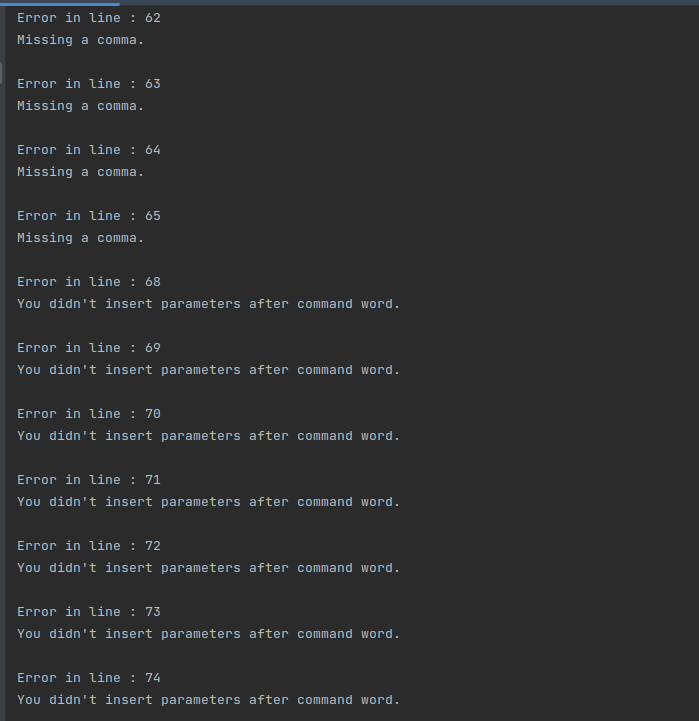 Error in line : 62
Missing a comma.
Error in line : 63
Missing a comma.
Error in line : 64
Missing a comma.
Error in line : 65
Missing a comma.
Error in line : 68
You didn't insert parameters after command word.
Error in line : 69
You didn't insert parameters after command word.
Error in line : 70
You didn't insert parameters after command word.
Error in line : 71
You didn't insert parameters after command word.
Error in line : 72
You didn't insert parameters after command word.
Error in line : 73
You didn't insert parameters after command word.
Error in line : 74
You didn't insert parameters after command word.